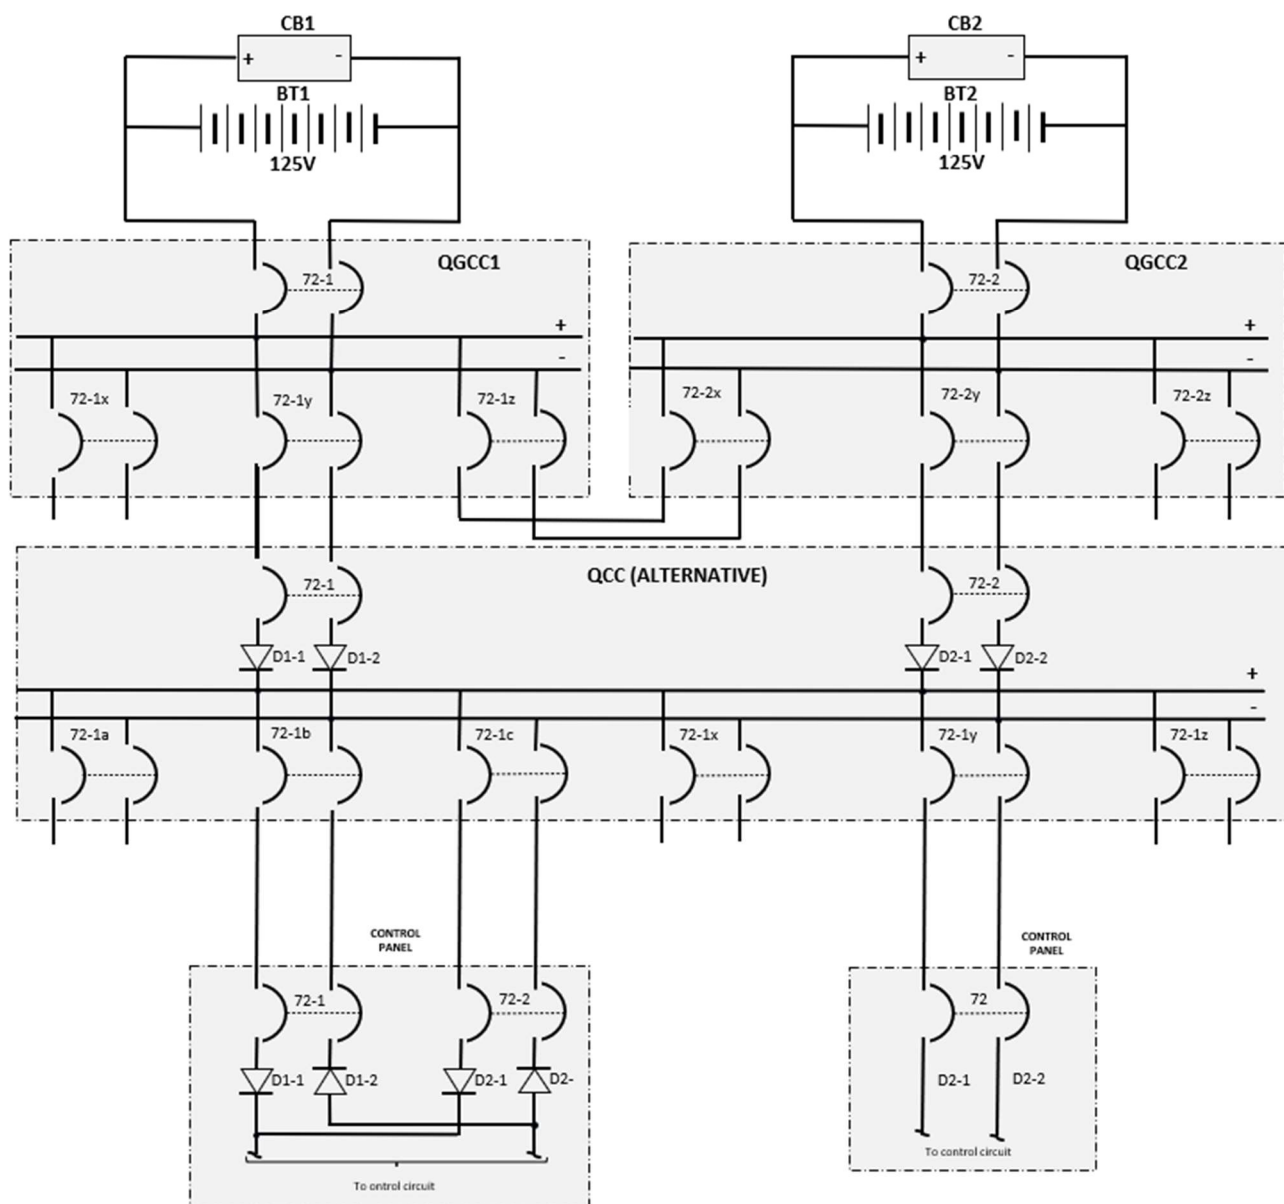 CB1
CB2
+ -
+ -
BT1
BT2
125V
125V
QGCC1
QGCC2
72-1
72-2
+
+
-
-
72-1x
72-1y
72-1z
72-2x
72-2y
72-2z
QCC (ALTERNATIVE)
72-1
72-2
D1-1
D1-2
D2-1
D2-2
+
-
72-1a
72-1b
72-1c
72-1x
72-1y
72-1z
CONTROL
PANEL
CONTROL
PANEL
72-1
72-2
72
D1-1
D1-2
D2-1
D2-
D2-1
D2-2
To control circuit
To ontrol circuit